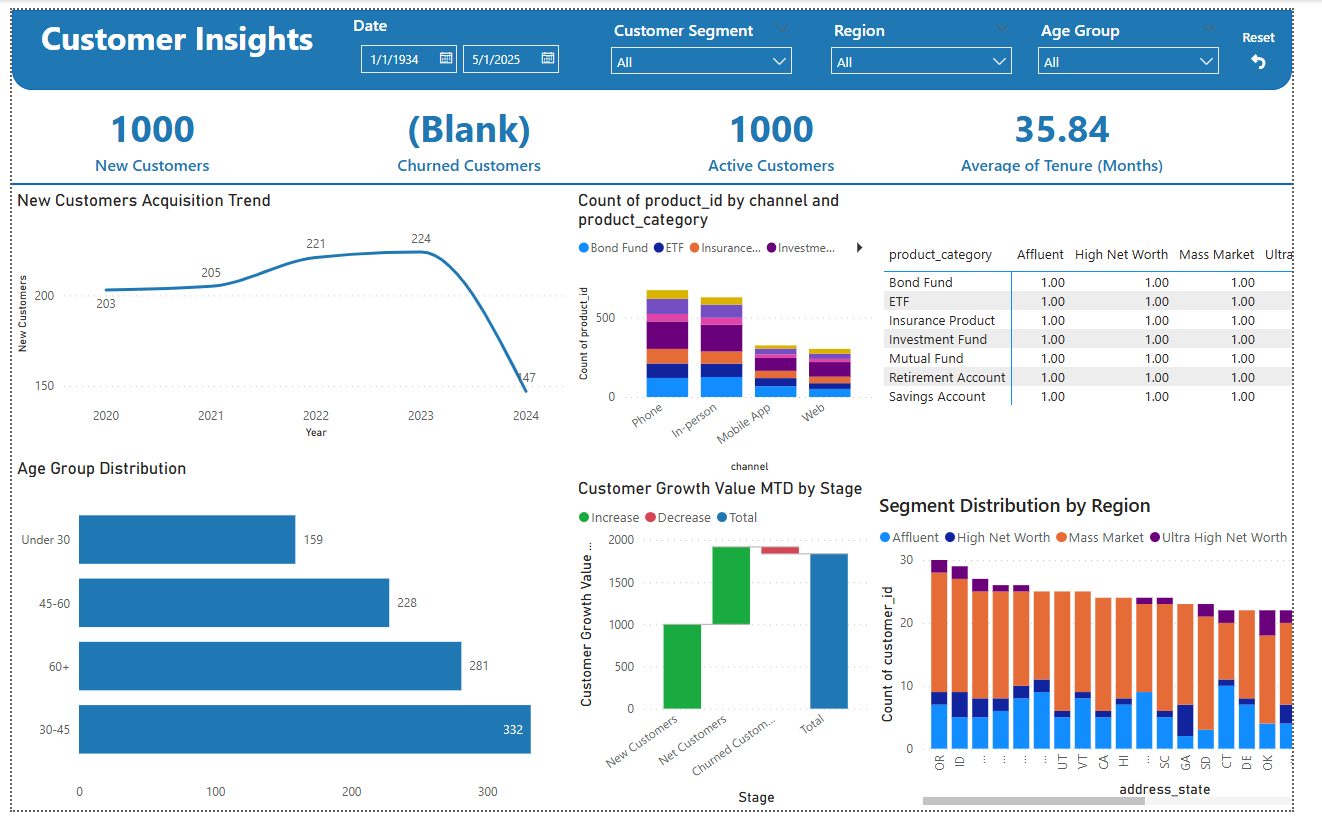 Customer Insights
Date
1/1/1934
5/1/2025
Customer Segment
All
Region
All
Age Group
All
Reset
1000
New Customers
(Blank)
Churned Customers
1000
Active Customers
35.84
Average of Tenure (Months)
New Customers Acquisition Trend
New Customers
200
150
203
205
221
224
147
2020 2021 2022 2023 2024
Year
Count of product_id by channel and
product_category
Bond Fund ETF Insurance... Investme...
Count of product_id
500
0
Phone In-person Mobile App Web
channel
product_category Affluent High Net Worth Mass Market Ultra
Bond Fund 1.00 1.00 1.00
ETF 1.00 1.00 1.00
Insurance Product 1.00 1.00 1.00
Investment Fund 1.00 1.00 1.00
Mutual Fund 1.00 1.00 1.00
Retirement Account 1.00 1.00 1.00
Savings Account 1.00 1.00 1.00
Age Group Distribution
Under 30 159
45-60 228
60+ 281
30-45 332
0 100 200 300
Customer Growth Value MTD by Stage
Increase Decrease Total
Customer Growth Value ...
2000
1500
1000
500
0
New Customers Net Customers Churned Custom... Total
Stage
Segment Distribution by Region
Affluent High Net Worth Mass Market Ultra High Net Worth
Count of customer_id
30
20
10
0
OR ID ... ... ... ... UT VT CA HI ... SC GA SD CT DE OK
address_state